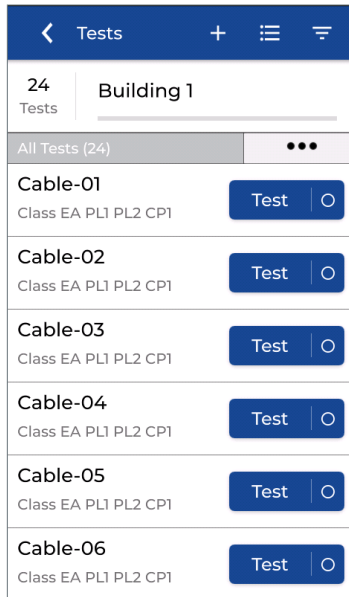 Tests
24
Tests
Building 1
All Tests (24)
Cable-01
Class EA PL1 PL2 CP1
Test
Cable-02
Class EA PL1 PL2 CP1
Test
Cable-03
Class EA PL1 PL2 CP1
Test
Cable-04
Class EA PL1 PL2 CP1
Test
Cable-05
Class EA PL1 PL2 CP1
Test
Cable-06
Class EA PL1 PL2 CP1
Test